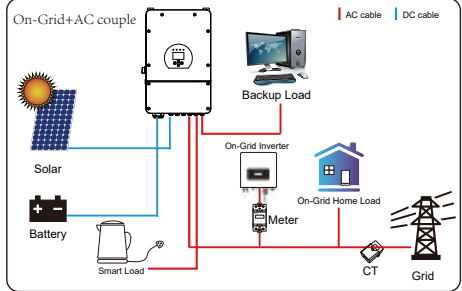 On-Grid+AC couple
AC cable
DC cable
Backup Load
On-Grid Inverter
Solar
On-Grid Home Load
Meter
Battery
Smart Load
CT
Grid